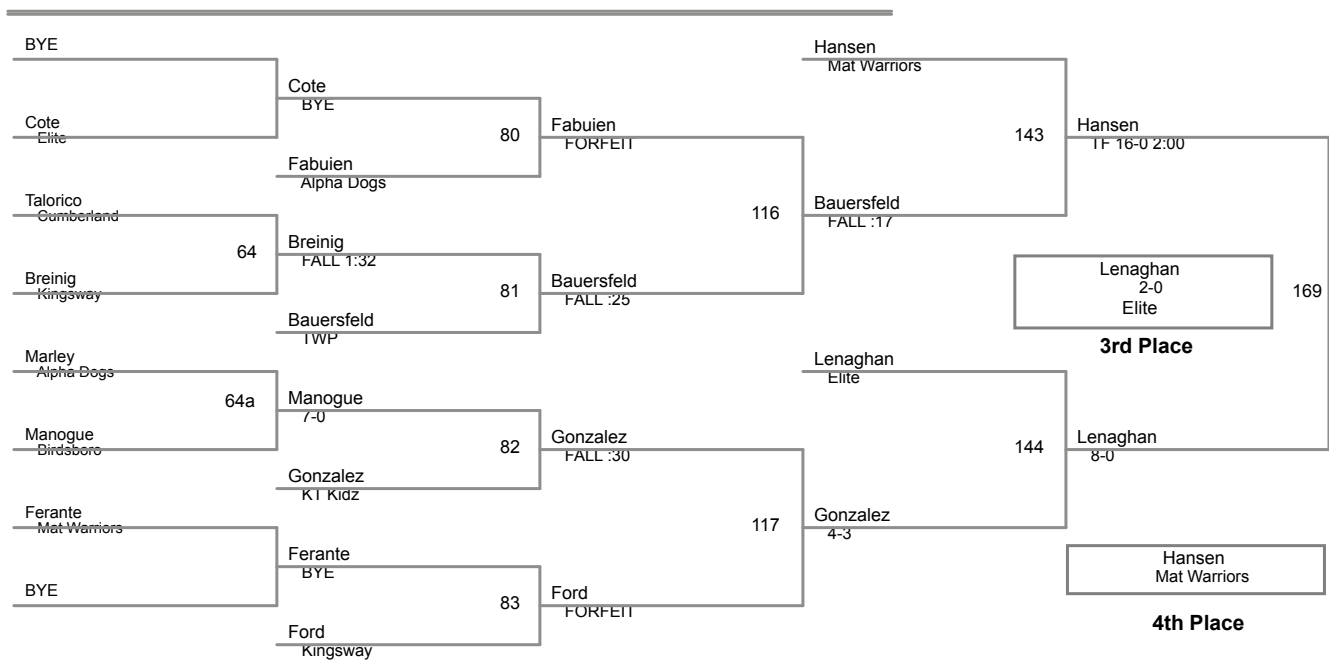 BYE
Cote
Elite
Talorico
Cumberland
Breinig
Kingsway
Marley
Alpha Dogs
Manogue
Birdsboro
Ferante
Mat Warriors
BYE
64
64a
Cote
BYE
Fabuien
Alpha Dogs
Breinig
FALL 1:32
Bauersfeld
TWP
Manogue
7-0
Gonzalez
KT Kidz
Ferante
BYE
Ford
Kingsway
80
81
82
83
Fabuien
FORFEIT
Bauersfeld
FALL :25
Gonzalez
FALL :30
Ford
FORFEIT
116
117
Hansen
Mat Warriors
Bauersfeld
FALL :17
Lenaghan
Elite
Gonzalez
4-3
143
144
Hansen
TF 16-0 2:00
Lenaghan
8-0
169
Lenaghan
2-0
Elite
3rd Place
Hansen
Mat Warriors
4th Place